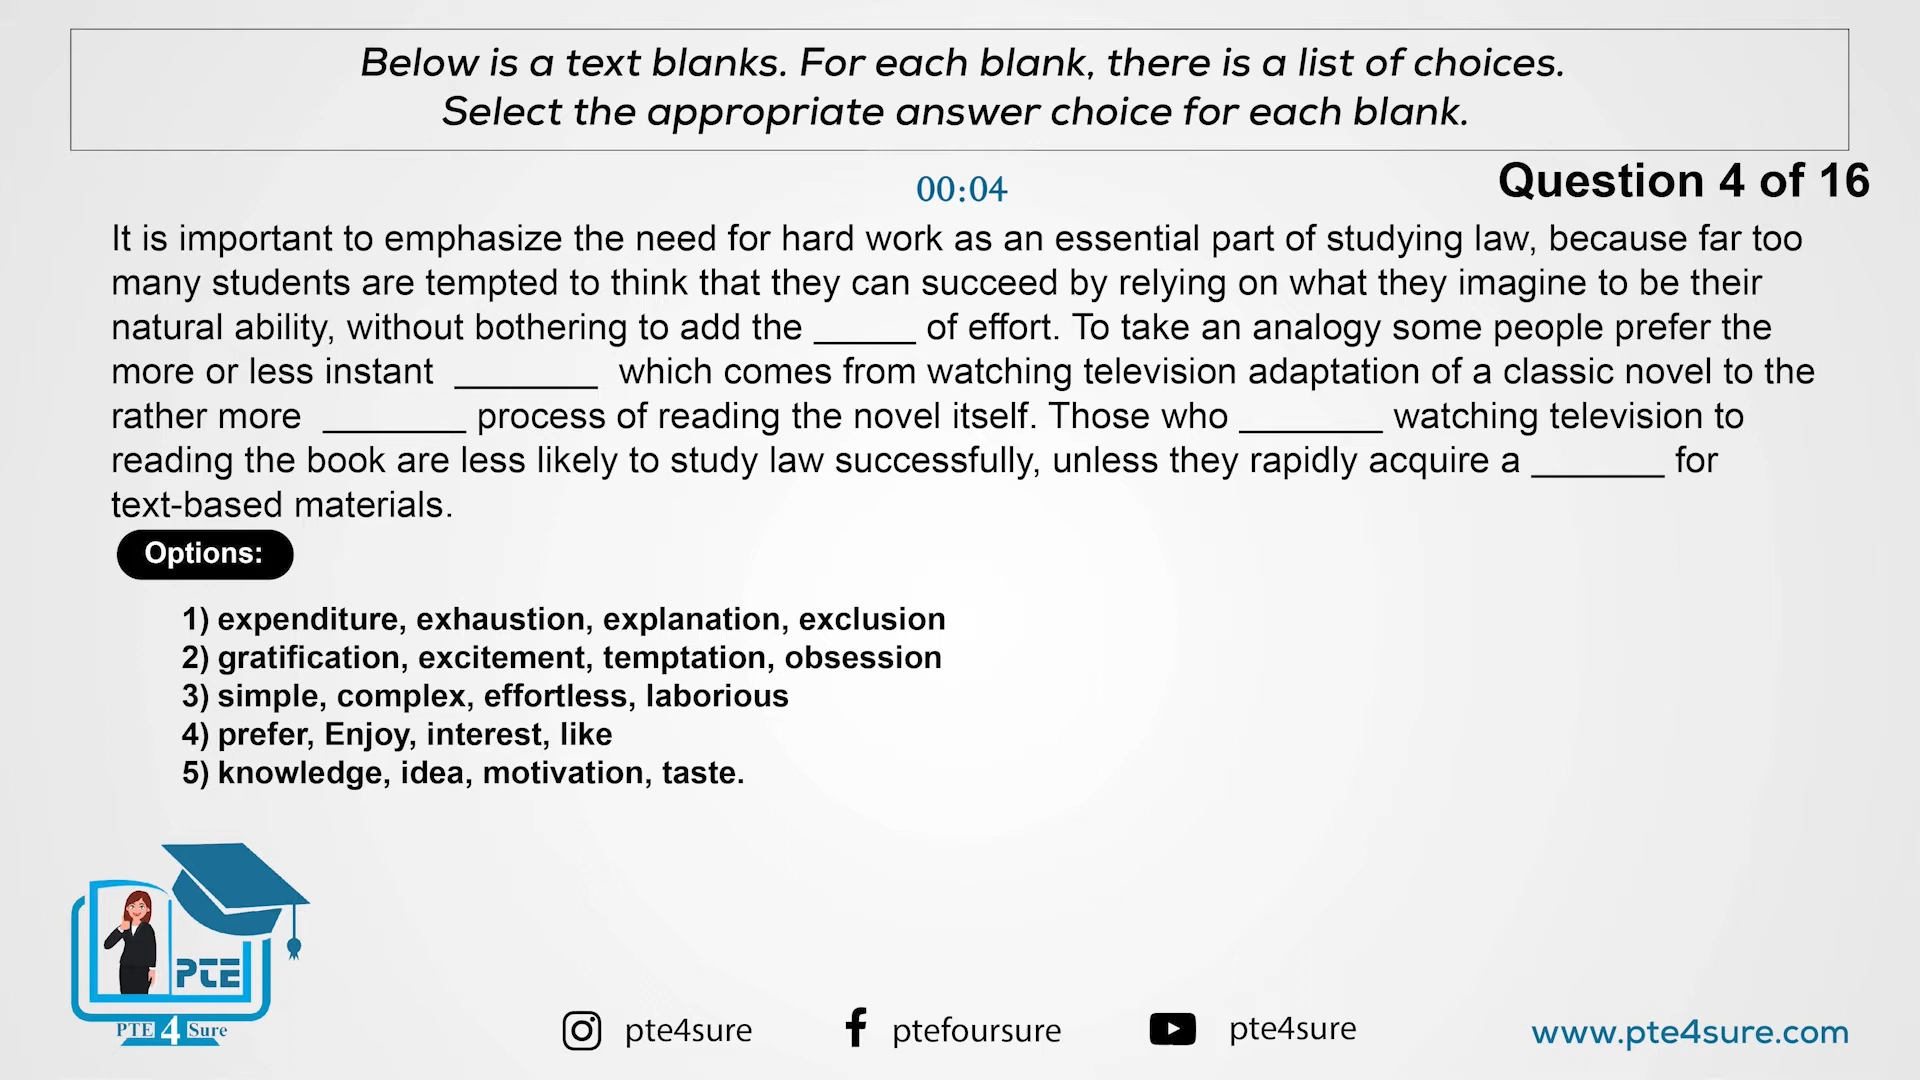 Below is a text blanks. For each blank, there is a list of choices.
Select the appropriate answer choice for each blank.
00:04
Question 4 of 16
It is important to emphasize the need for hard work as an essential part of studying law, because far too
many students are tempted to think that they can succeed by relying on what they imagine to be their
natural ability, without bothering to add the _____ of effort. To take an analogy some people prefer the
more or less instant _______ which comes from watching television adaptation of a classic novel to the
rather more _______ process of reading the novel itself. Those who _______ watching television to
reading the book are less likely to study law successfully, unless they rapidly acquire a _______ for
text-based materials.
Options:
1) expenditure, exhaustion, explanation, exclusion
2) gratification, excitement, temptation, obsession
3) simple, complex, effortless, laborious
4) prefer, Enjoy, interest, like
5) knowledge, idea, motivation, taste.
PTE
PTE 4 Sure
pte4sure
ptefoursure
pte4sure
www.pte4sure.com